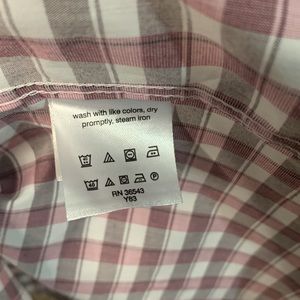 wash with like colors, dry
promptly, steam iron
RN 36543
Y83